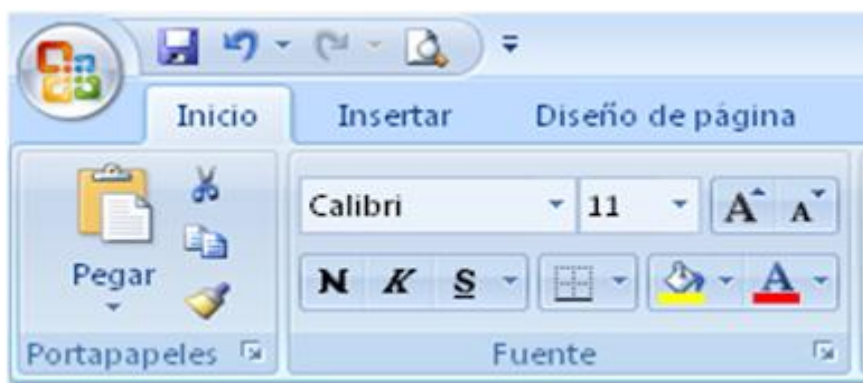 Inicio Insertar Diseño de página
Calibri 11 A A
Pegar N K S A
Portapapeles Fuente